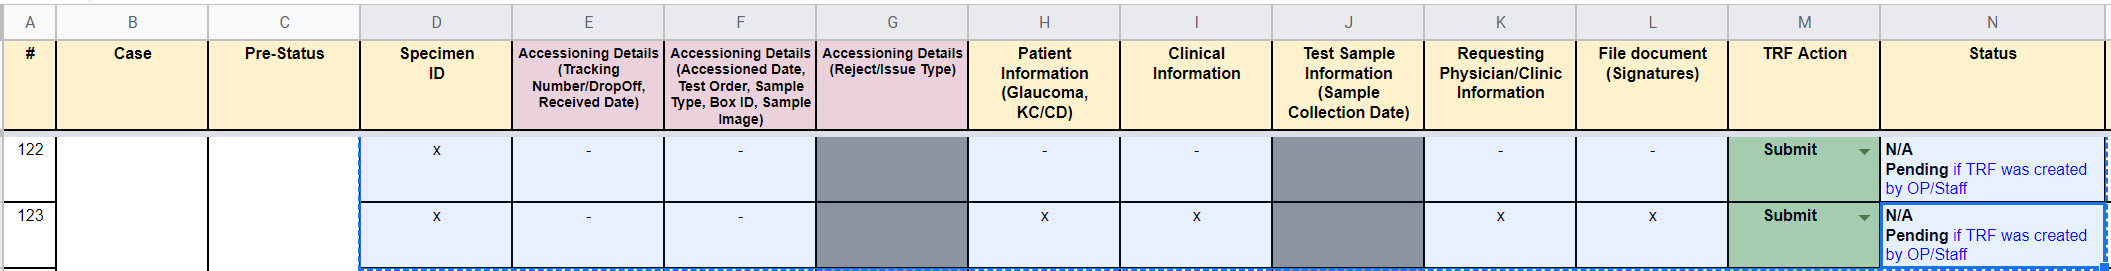 A B C D E F G H I J K L M N
# Case Pre-Status Specimen Accessioning Details Accessioning Details Accessioning Details Patient Clinical Test Sample Requesting File document TRF Action Status
ID (Tracking (Accessioned Date, (Reject/Issue Type) Information Information Information Physician/Clinic (Signatures)
Number/DropOff, Test Order, Sample (Glaucoma, (Sample Information
Received Date) Type, Box ID, Sample KC/CD) Collection Date)
Image)
122 x - - - - - - Submit N/A
Pending if TRF was created
by OP/Staff
123 x - - x x x x Submit N/A
Pending if TRF was created
by OP/Staff